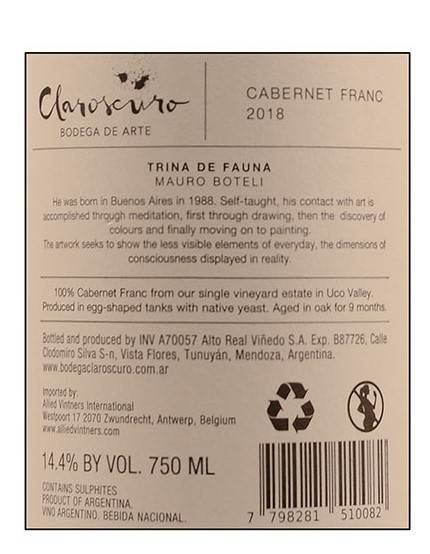 Claroscuro
BODEGA DE ARTE
CABERNET FRANC
2018
TRINA DE FAUNA
MAURO BOTELI
He was born in Buenos Aires in 1988. Self-taught, his contact with art is
accomplished through meditation, first through drawing, then the discovery of
colours and finally moving on to painting.
The artwork seeks to show the less visible elements of everyday, the dimensions of
consciousness displayed in reality.
100% Cabernet Franc from our single vineyard estate in Uco Valley.
Produced in egg-shaped tanks with native yeast. Aged in oak for 9 months.
Bottled and produced by INV A70057 Alto Real Viñedo S.A. Exp. B87726, Calle
Clodomiro Silva S-n, Vista Flores, Tunuyán, Mendoza, Argentina.
www.bodegaclaroscuro.com.ar
Imported by:
Allied Vintners International
Westpoort 17 2070 Zwundrecht, Antwerp, Belgium
www.alliedvintners.com
14.4% BY VOL. 750 ML
CONTAINS SULPHITES
PRODUCT OF ARGENTINA.
VINO ARGENTINO. BEBIDA NACIONAL.
7 798281 510082